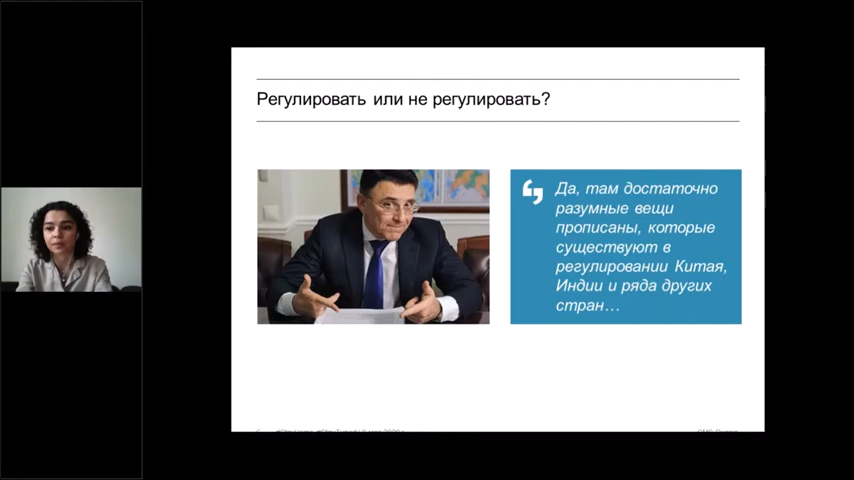 Регулировать или не регулировать?
Да, там достаточно
разумные вещи
прописаны, которые
существуют в
регулировании Китая,
Индии и ряда других
стран…